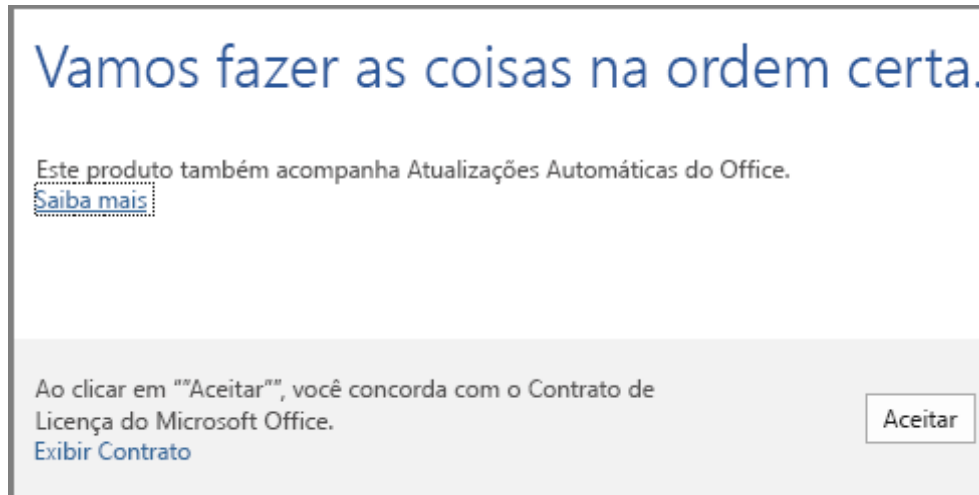 Vamos fazer as coisas na ordem certa.
Este produto também acompanha Atualizações Automáticas do Office.
Saiba mais
Ao clicar em ““Aceitar””, você concorda com o Contrato de
Licença do Microsoft Office.
Exibir Contrato
Aceitar